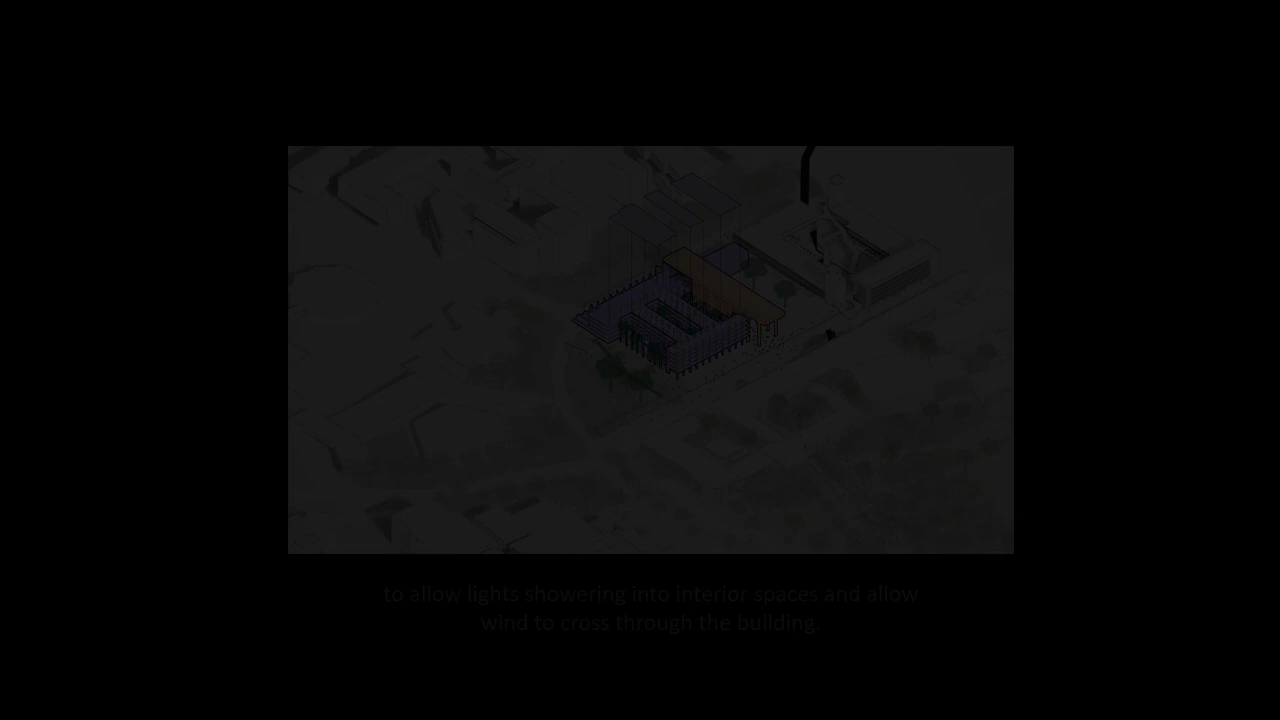 to allow lights showering into interior spaces and allow
wind to cross through the building.